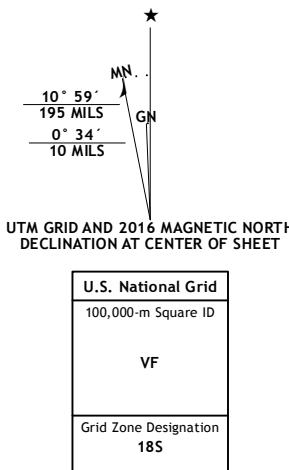 MN
10° 59´
195 MILS
GN
0° 34´
10 MILS
UTM GRID AND 2016 MAGNETIC NORTH
DECLINATION AT CENTER OF SHEET
U.S. National Grid
100,000-m Square ID
VF
Grid Zone Designation
18S